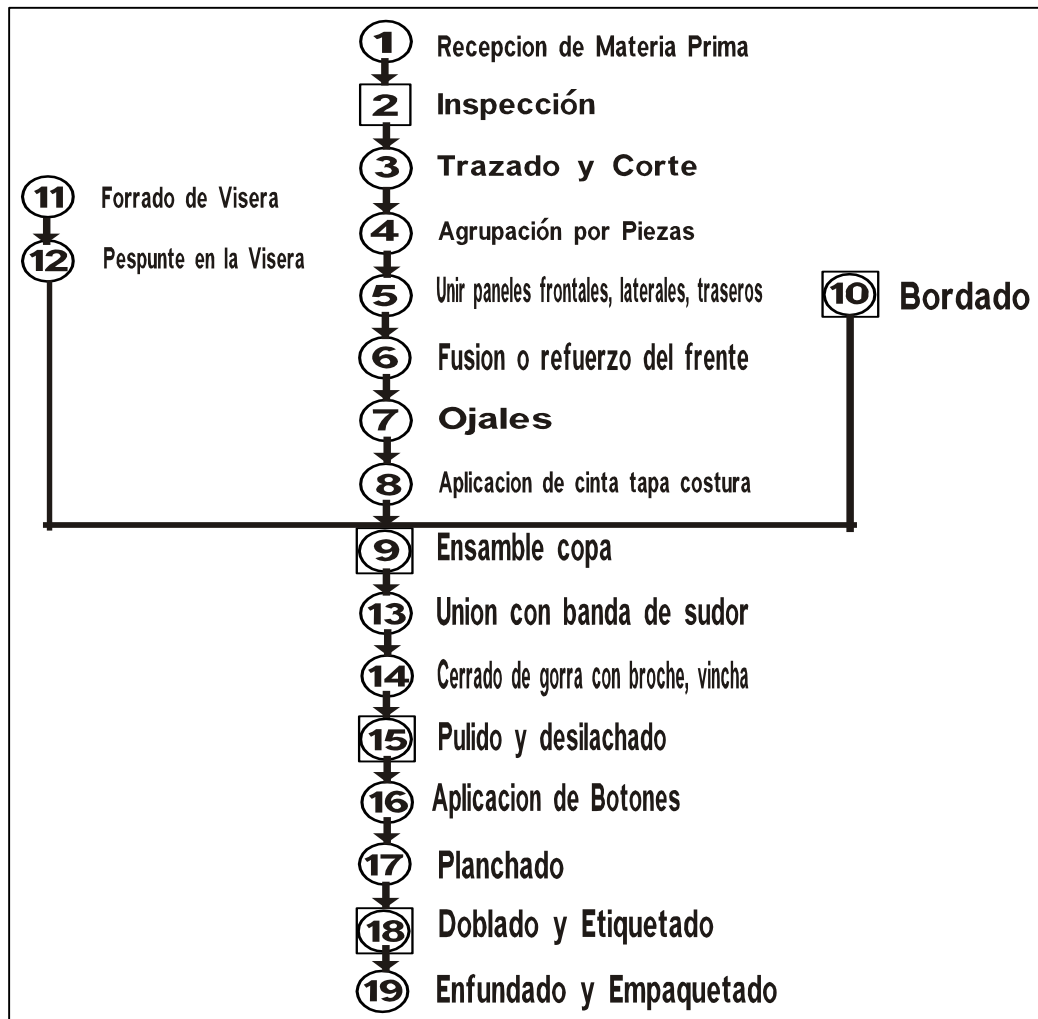 1 Recepcion de Materia Prima
2 Inspección
3 Trazado y Corte
11 Forrado de Visera
4 Agrupación por Piezas
12 Pespunte en la Visera
5 Unir paneles frontales, laterales, traseros
10 Bordado
6 Fusion o refuerzo del frente
7 Ojales
8 Aplicacion de cinta tapa costura
9 Ensamble copa
13 Union con banda de sudor
14 Cerrado de gorra con broche, vincha
15 Pulido y desilachado
16 Aplicacion de Botones
17 Planchado
18 Doblado y Etiquetado
19 Enfundado y Empaquetado